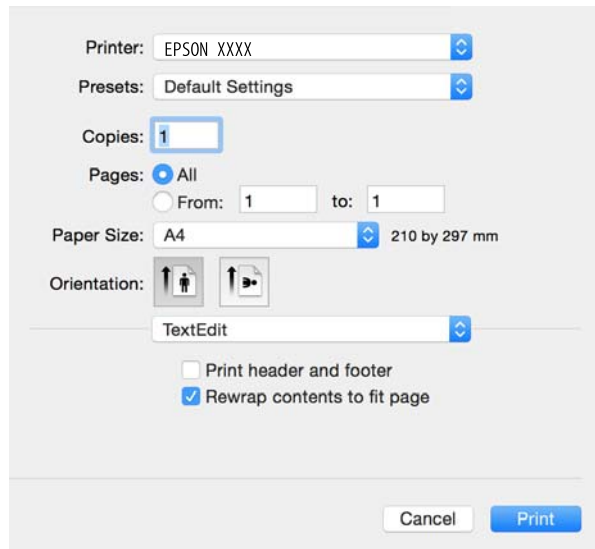 Printer: EPSON XXXX
Presets: Default Settings
Copies: 1
Pages: All
From: 1 to: 1
Paper Size: A4 210 by 297 mm
Orientation:
TextEdit
Print header and footer
Rewrap contents to fit page
Cancel Print